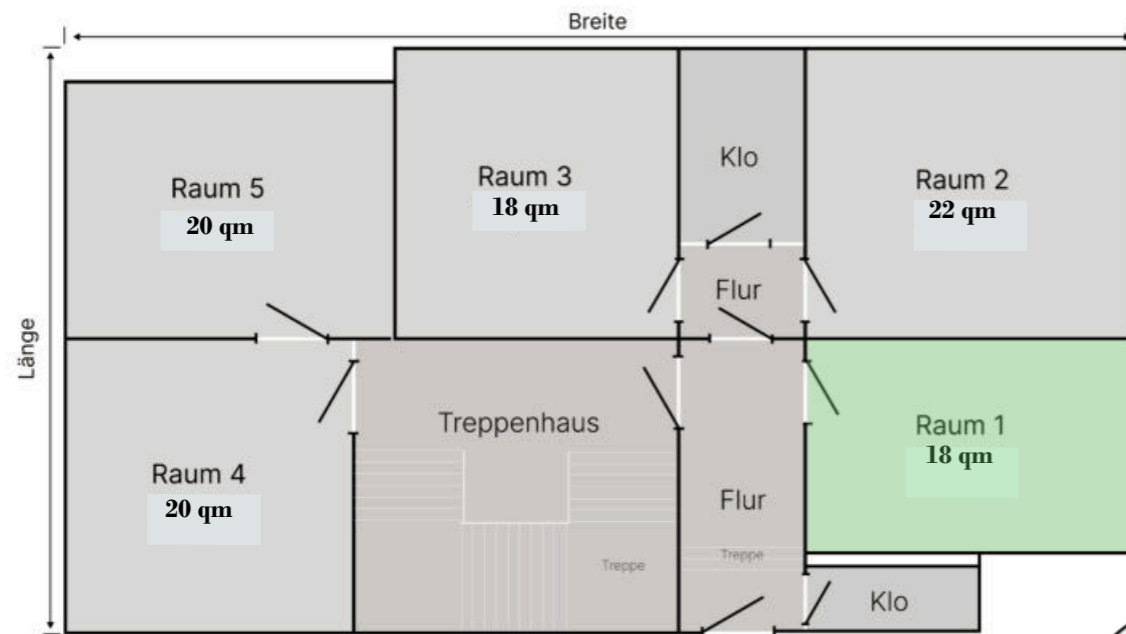 Breite
Länge
Raum 5
20 qm
Raum 3
18 qm
Klo
Raum 2
22 qm
Flur
Treppenhaus
Raum 4
20 qm
Treppe
Flur
Treppe
Raum 1
18 qm
Klo